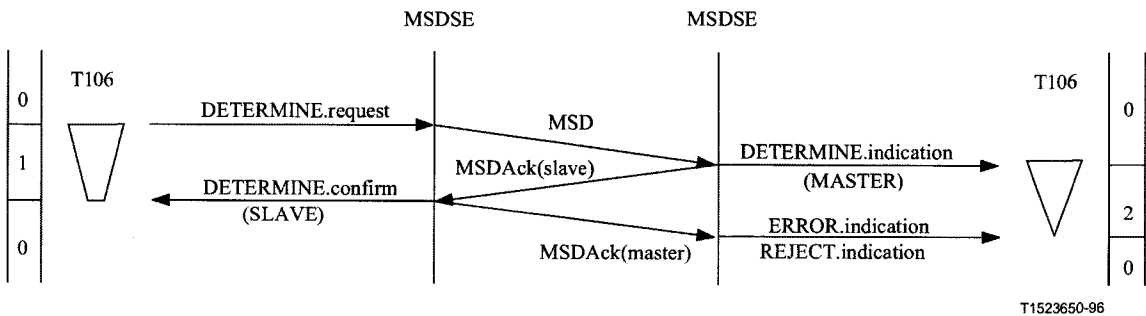 MSDSE MSDSE
T106 T106
0 0
DETERMINE.request
MSD
1
MSDAck(slave)
DETERMINE.indication
(MASTER)
DETERMINE.confirm
(SLAVE)
2
0
MSDAck(master)
ERROR.indication
REJECT.indication
0
T1523650-96